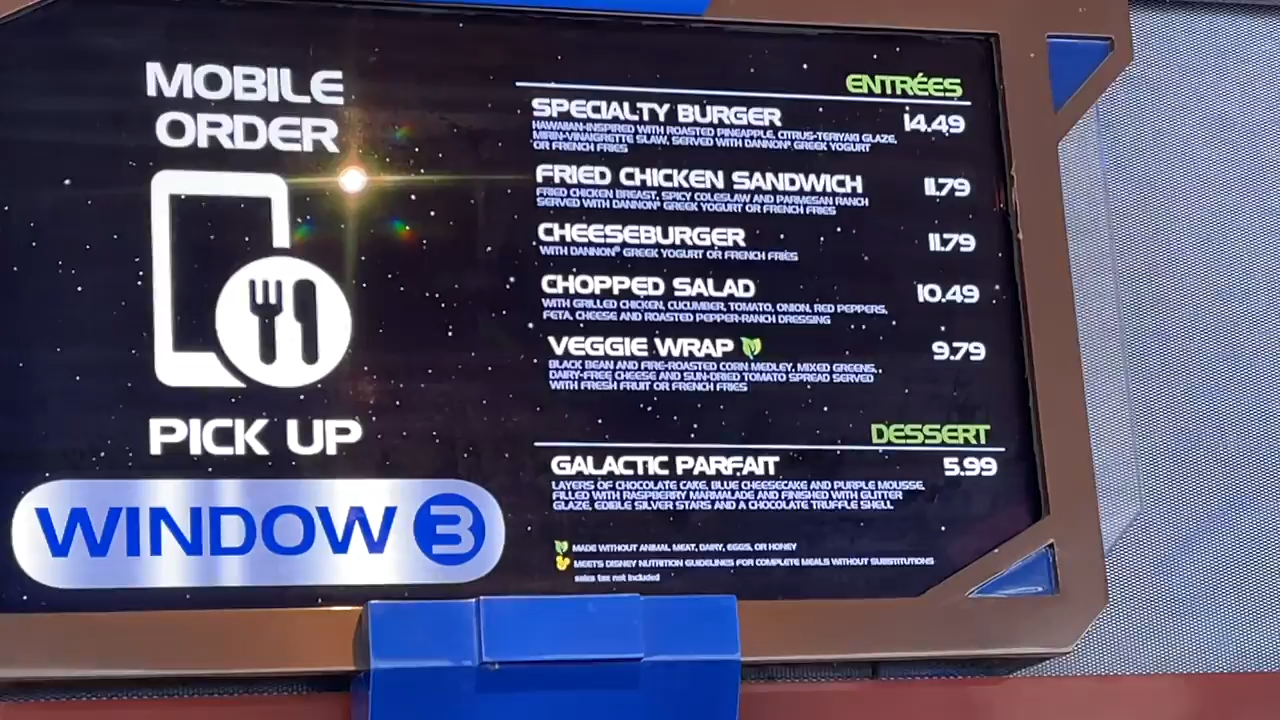 MOBILE
ORDER
PICK UP
WINDOW 3
ENTRÉES
SPECIALTY BURGER 14.49
HAWAIIAN-INSPIRED WITH ROASTED PINEAPPLE, CITRUS-TERIYAKI GLAZE,
MIRIN-VINAIGRETTE SLAW, SERVED WITH DANNON® GREEK YOGURT
OR FRENCH FRIES
FRIED CHICKEN SANDWICH 11.79
FRIED CHICKEN BREAST, SPICY COLESLAW AND PARMESAN RANCH
SERVED WITH DANNON® GREEK YOGURT OR FRENCH FRIES
CHEESEBURGER 11.79
WITH DANNON® GREEK YOGURT OR FRENCH FRIES
CHOPPED SALAD 10.49
WITH GRILLED CHICKEN, CUCUMBER, TOMATO, ONION, RED PEPPERS,
FETA, CHEESE AND ROASTED PEPPER-RANCH DRESSING
VEGGIE WRAP 9.79
BLACK BEAN AND FIRE-ROASTED CORN MEDLEY, MIXED GREENS,
DAIRY-FREE CHEESE AND SUN-DRIED TOMATO SPREAD SERVED
WITH FRESH FRUIT OR FRENCH FRIES
DESSERT
GALACTIC PARFAIT 5.99
LAYERS OF CHOCOLATE CAKE, BLUE CHEESECAKE AND PURPLE MOUSSE,
FILLED WITH RASPBERRY MARMALADE AND FINISHED WITH GLITTER
GLAZE, EDIBLE SILVER STARS AND A CHOCOLATE TRUFFLE SHELL
MADE WITHOUT ANIMAL MEAT, DAIRY, EGGS, OR HONEY
MEETS DISNEY NUTRITION GUIDELINES FOR COMPLETE MEALS WITHOUT SUBSTITUTIONS
sales tax not included